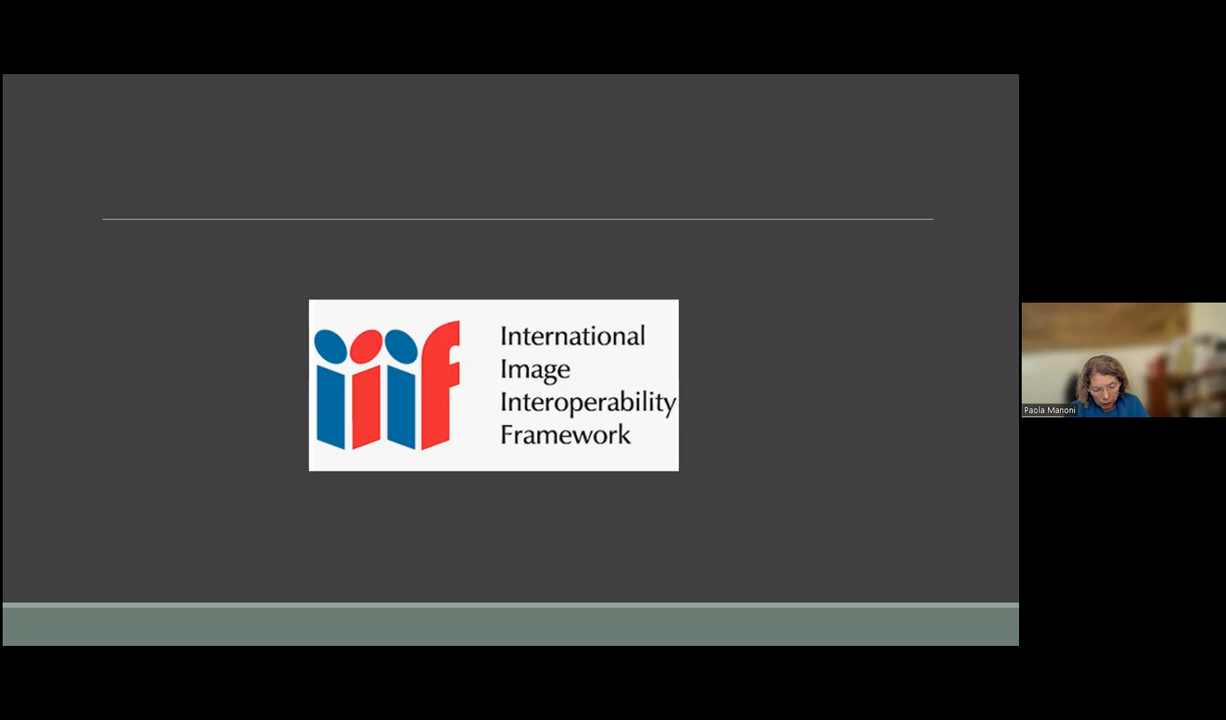 iiif
International
Image
Interoperability
Framework
Paola Manoni